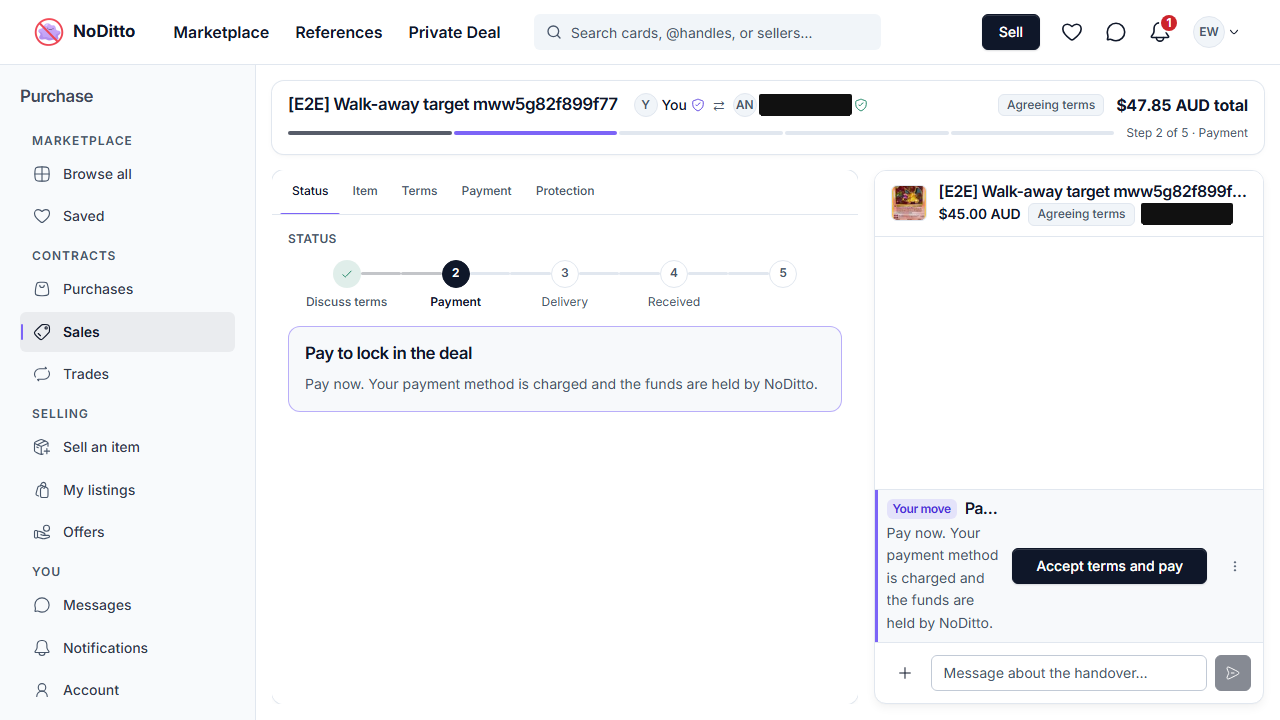 NoDitto
Marketplace
References
Private Deal
Search cards, @handles, or sellers...
Sell
1
EW
Purchase
MARKETPLACE
Browse all
Saved
CONTRACTS
Purchases
Sales
Trades
SELLING
Sell an item
My listings
Offers
YOU
Messages
Notifications
Account
[E2E] Walk-away target mww5g82f899f77
Y
You
AN
Agreeing terms
$47.85 AUD total
Step 2 of 5 · Payment
Status
Item
Terms
Payment
Protection
STATUS
2
3
4
5
Discuss terms
Payment
Delivery
Received
Pay to lock in the deal
Pay now. Your payment method is charged and the funds are held by NoDitto.
[E2E] Walk-away target mww5g82f899f...
$45.00 AUD
Agreeing terms
Your move
Pa...
Pay now. Your
payment method
is charged and
the funds are
held by NoDitto.
Accept terms and pay
Message about the handover...